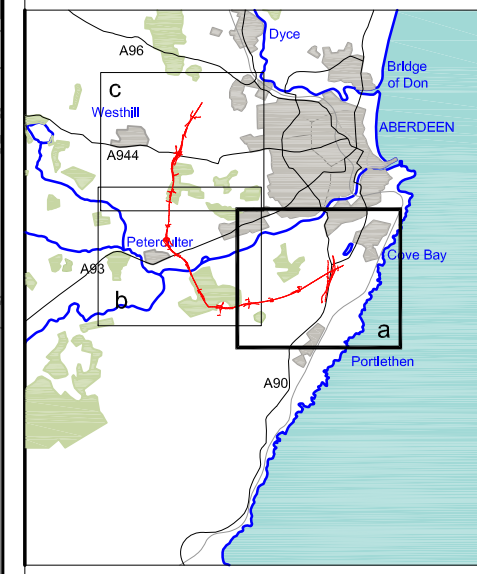 Dyce
A96
Bridge
of Don
c
Westhill
ABERDEEN
A944
Peterculter
Cove Bay
A93
b
a
Portlethen
A90